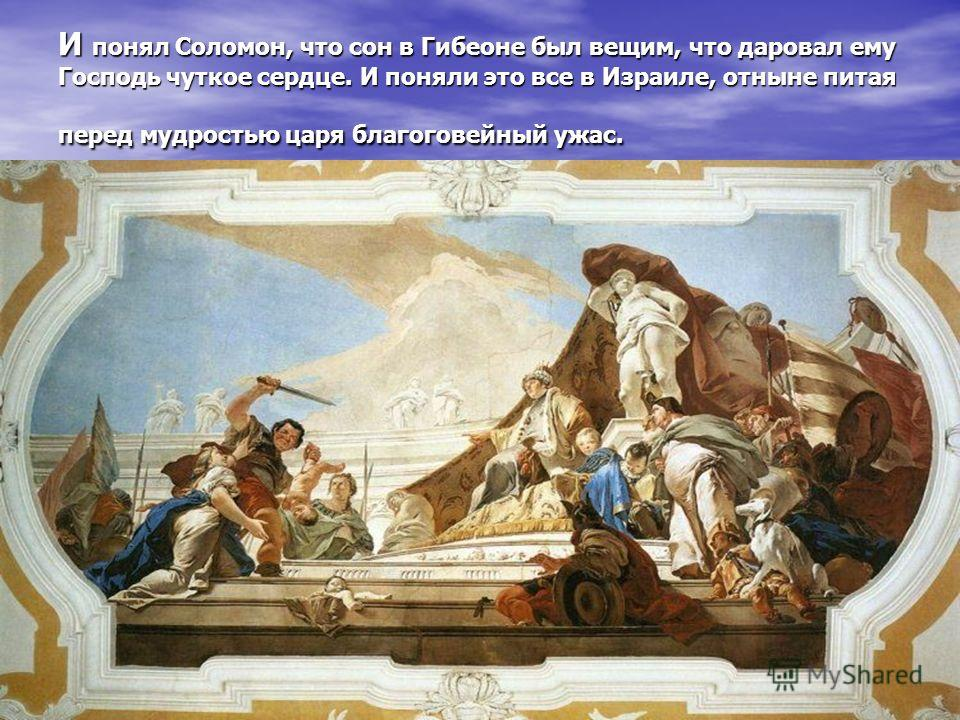 И понял Соломон, что сон в Гибеоне был вещим, что даровал ему
Господь чуткое сердце. И поняли это все в Израиле, отныне питая
перед мудростью царя благоговейный ужас.
MyShared